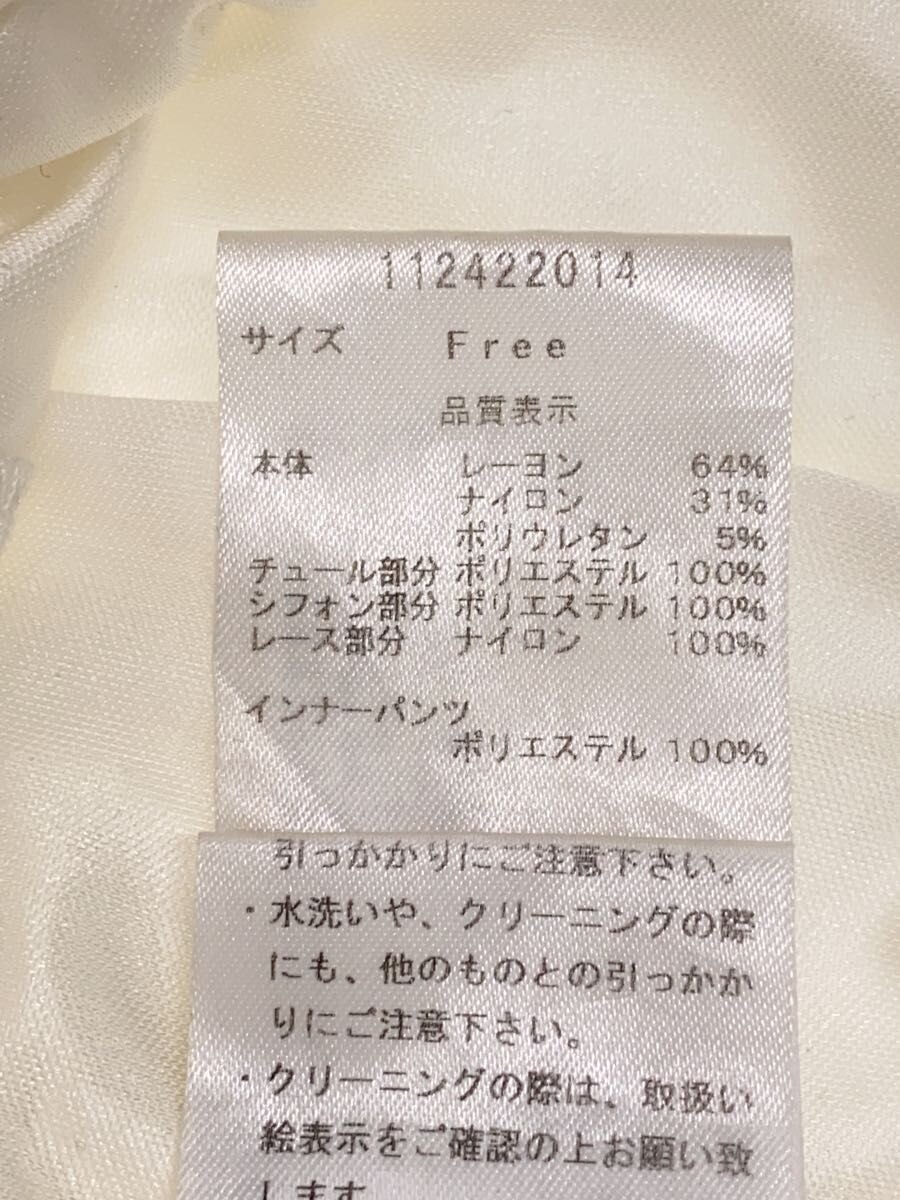 112422014
サイズ Free
品質表示
本体 レーヨン 64%
ナイロン 31%
ポリウレタン 5%
チュール部分 ポリエステル 100%
シフォン部分 ポリエステル 100%
レース部分 ナイロン 100%
インナーパンツ
ポリエステル 100%
引っかかりにご注意下さい。
・水洗いや、クリーニングの際
にも、他のものとの引っかか
りにご注意下さい。
・クリーニングの際は、取扱い
絵表示をご確認の上お願い致
します